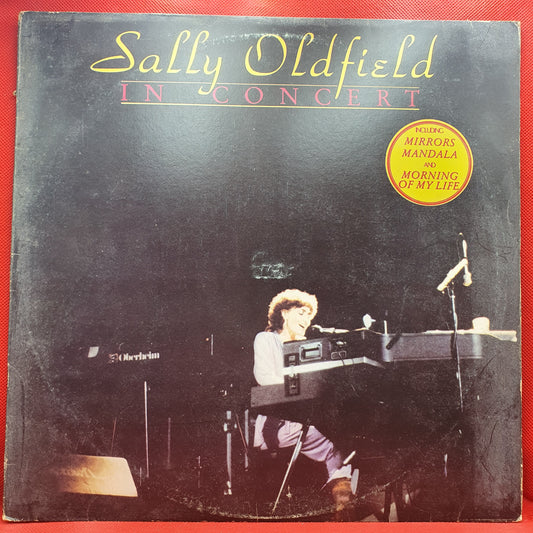 Sally Oldfield
IN CONCERT
INCLUDING
MIRRORS
MANDALA
AND
MORNING
OF MY LIFE
Oberheim